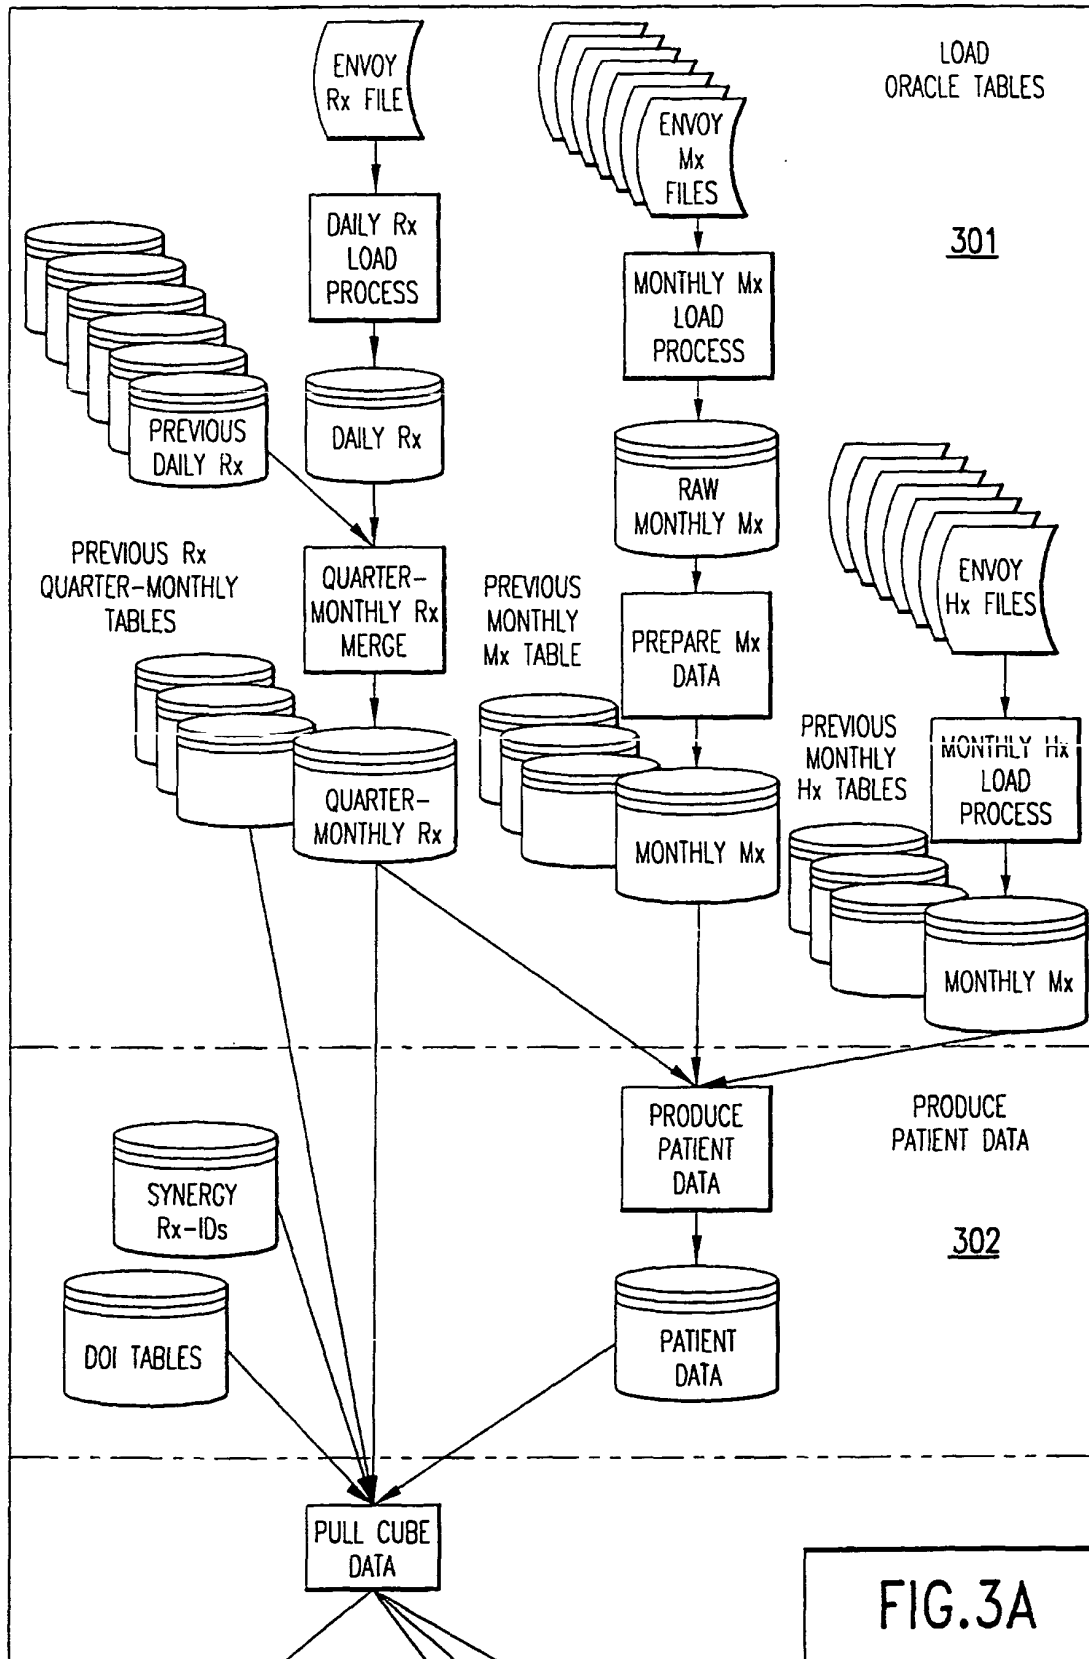 ENVOY
Rx FILE
ENVOY
Mx
FILES
LOAD
ORACLE TABLES
301
DAILY Rx
LOAD
PROCESS
MONTHLY Mx
LOAD
PROCESS
PREVIOUS
DAILY Rx
DAILY Rx
RAW
MONTHLY Mx
ENVOY
Hx FILES
PREVIOUS Rx
QUARTER-MONTHLY
TABLES
QUARTER-
MONTHLY Rx
MERGE
PREVIOUS
MONTHLY
Mx TABLE
PREPARE Mx
DATA
PREVIOUS
MONTHLY
Hx TABLES
MONTHLY Hx
LOAD
PROCESS
QUARTER-
MONTHLY Rx
MONTHLY Mx
MONTHLY Mx
PRODUCE
PATIENT
DATA
PRODUCE
PATIENT DATA
302
SYNERGY
Rx-IDs
DOI TABLES
PATIENT
DATA
PULL CUBE
DATA
FIG.3A